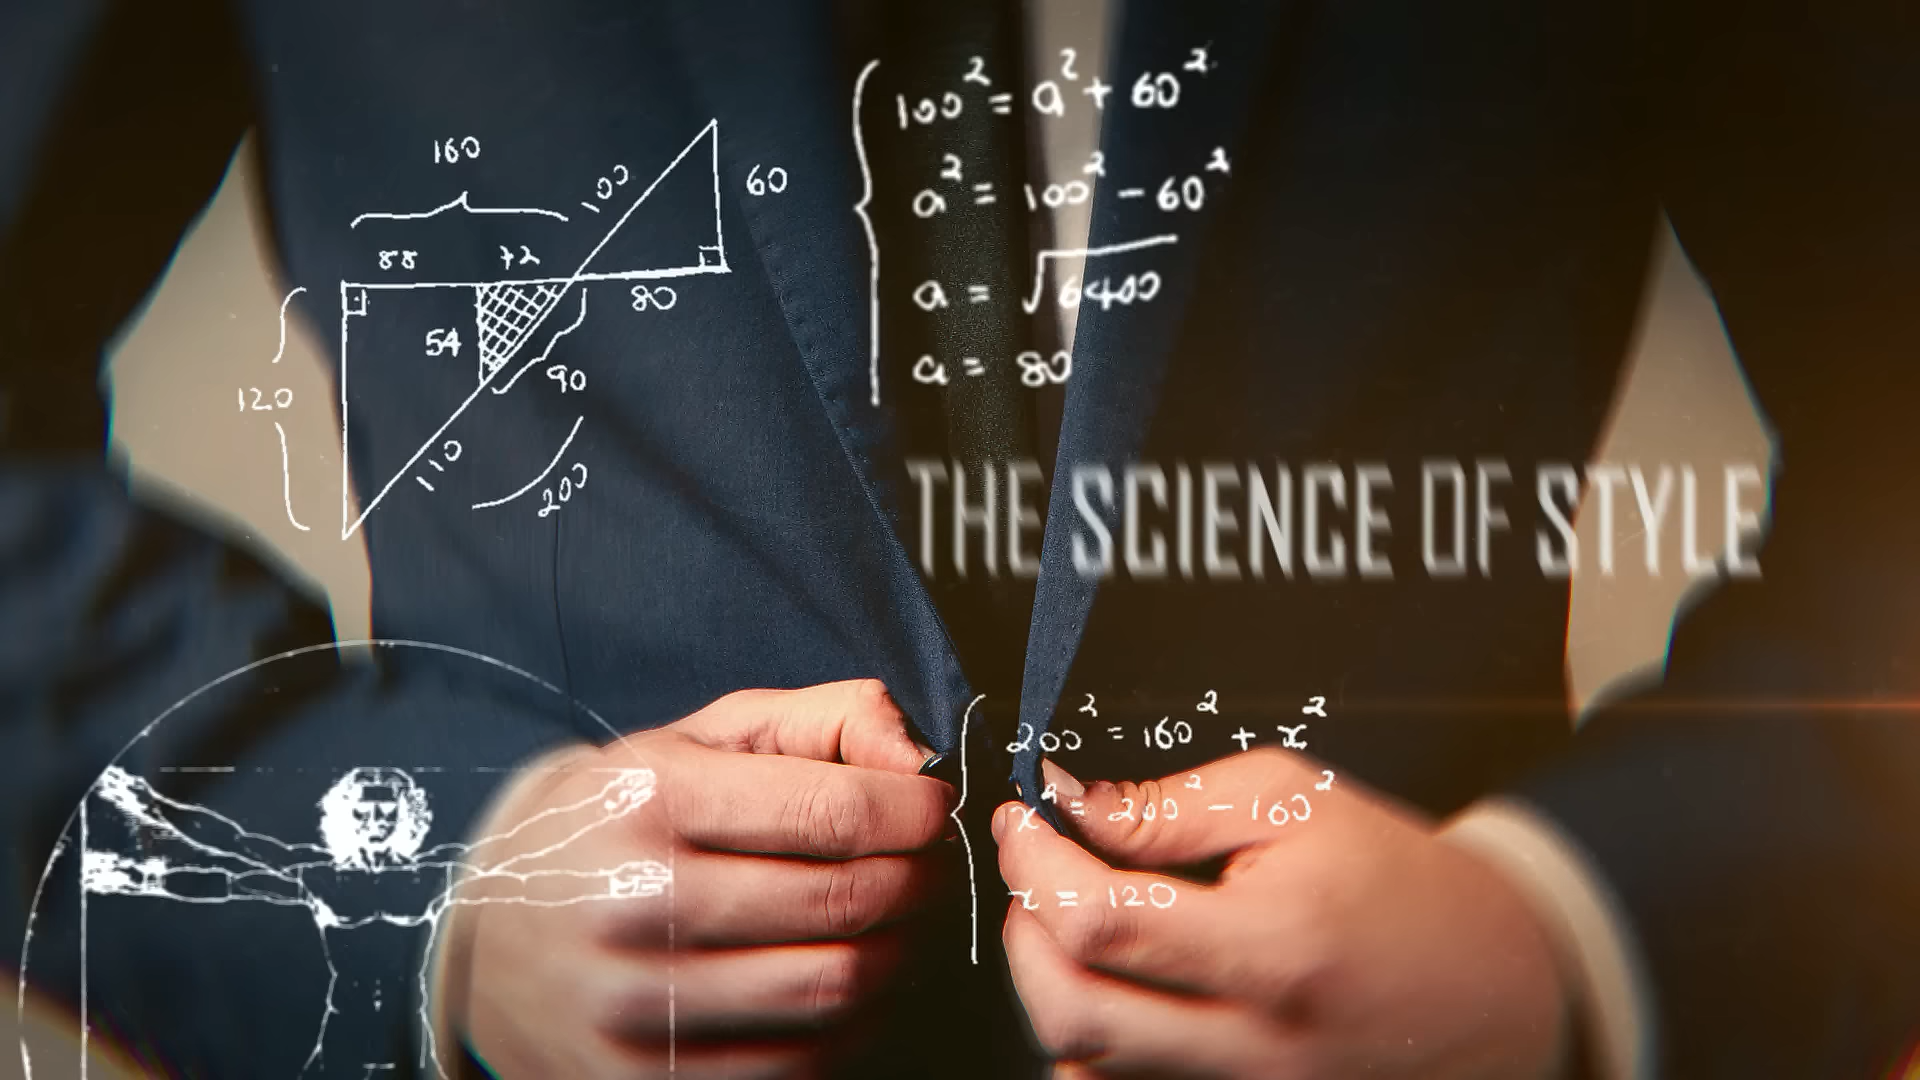 160
100
60
88
72
80
54
90
120
110
200
100² = a² + 60²
a² = 100² - 60²
a = √6400
a = 80
THE SCIENCE OF STYLE
200² = 160² + x²
x² = 200² - 160²
x = 120